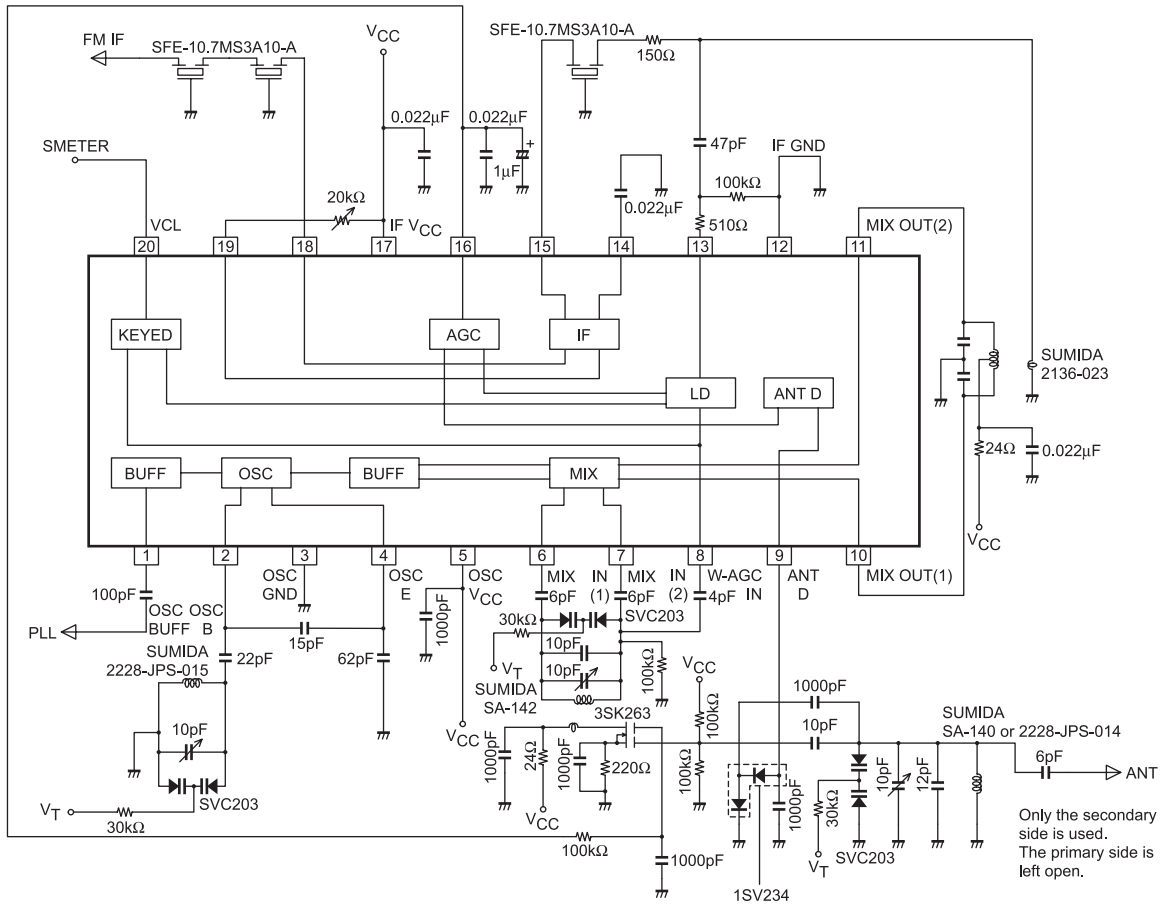 FM IF
SFE-10.7MS3A10-A
VCC
SFE-10.7MS3A10-A
150Ω
SMETER
0.022µF
0.022µF
1µF
+
47pF
IF GND
100kΩ
20kΩ
0.022µF
510Ω
VCL
IF VCC
MIX OUT(2)
20
19
18
17
16
15
14
13
12
11
KEYED
AGC
IF
LD
ANT D
SUMIDA
2136-023
24Ω
0.022µF
VCC
BUFF
OSC
BUFF
MIX
1
2
3
4
5
6
7
8
9
10
OSC
BUFF
OSC
B
OSC
GND
OSC
E
OSC
VCC
MIX
IN
(1)
MIX
IN
(2)
W-AGC
IN
ANT
D
MIX OUT(1)
100pF
PLL
15pF
1000pF
6pF
6pF
4pF
30kΩ
SVC203
SUMIDA
2228-JPS-015
22pF
62pF
10pF
VT
10pF
SUMIDA
SA-142
100kΩ
VCC
100kΩ
1000pF
10pF
SVC203
VT
30kΩ
VCC
1000pF
24Ω
VCC
1000pF
3SK263
220Ω
100kΩ
10pF
SUMIDA
SA-140 or 2228-JPS-014
6pF
ANT
100kΩ
1000pF
1000pF
1SV234
30kΩ
VT
SVC203
10pF
12pF
Only the secondary
side is used.
The primary side is
left open.